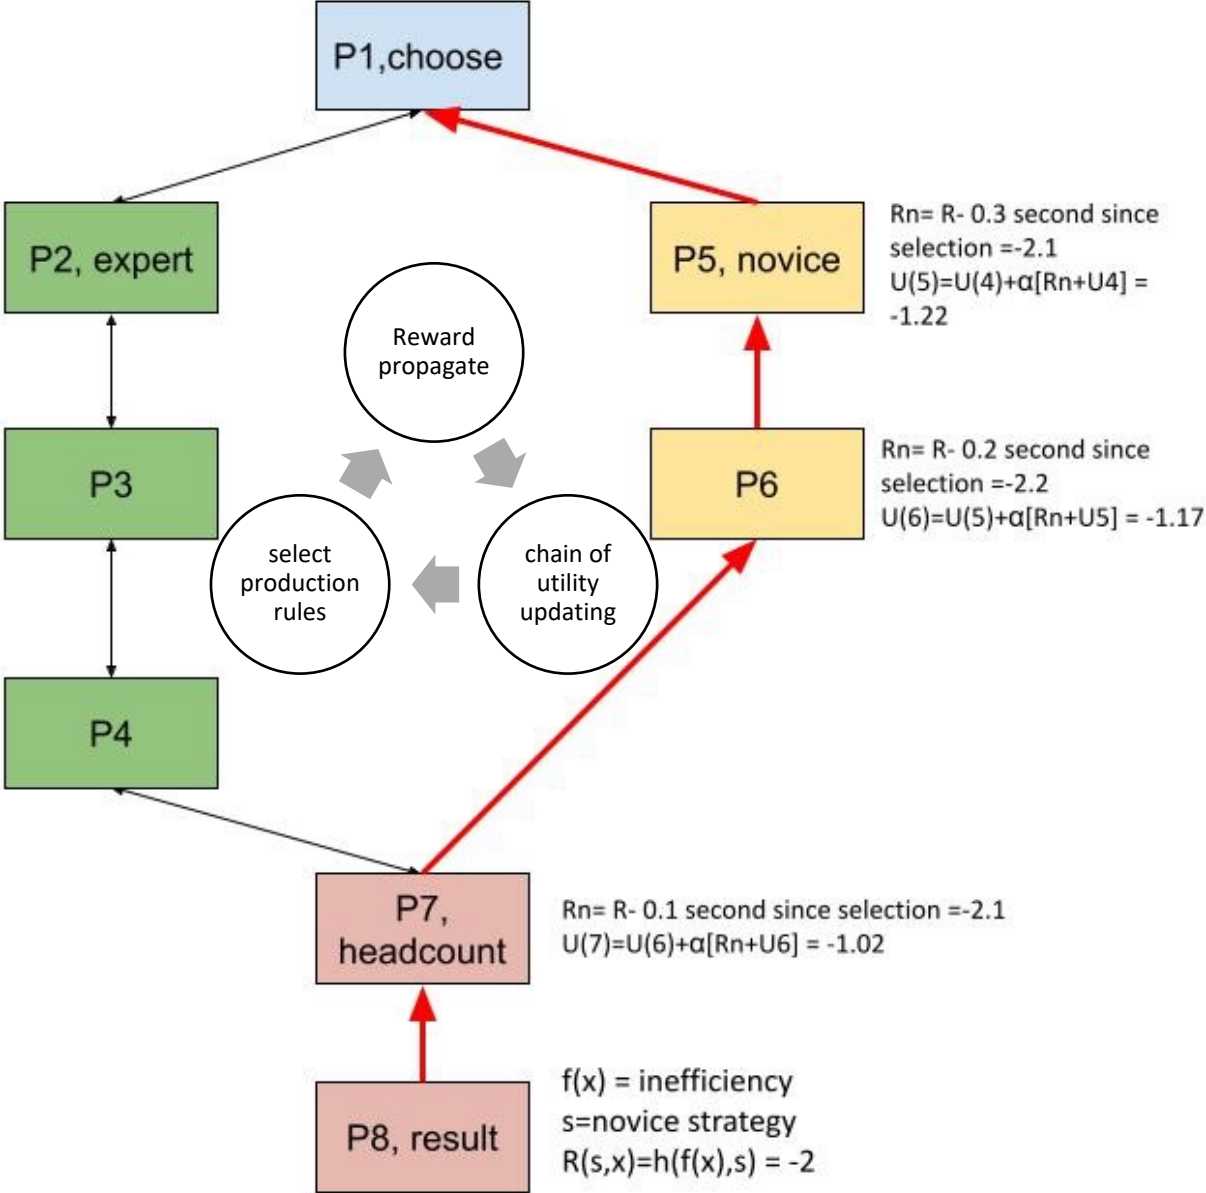 P1,choose
P2, expert
P5, novice
Rn= R- 0.3 second since
selection =-2.1
U(5)=U(4)+α[Rn+U4] =
-1.22
Reward
propagate
P3
P6
Rn= R- 0.2 second since
selection =-2.2
U(6)=U(5)+α[Rn+U5] = -1.17
select
production
rules
chain of
utility
updating
P4
P7,
headcount
Rn= R- 0.1 second since selection =-2.1
U(7)=U(6)+α[Rn+U6] = -1.02
P8, result
f(x) = inefficiency
s=novice strategy
R(s,x)=h(f(x),s) = -2